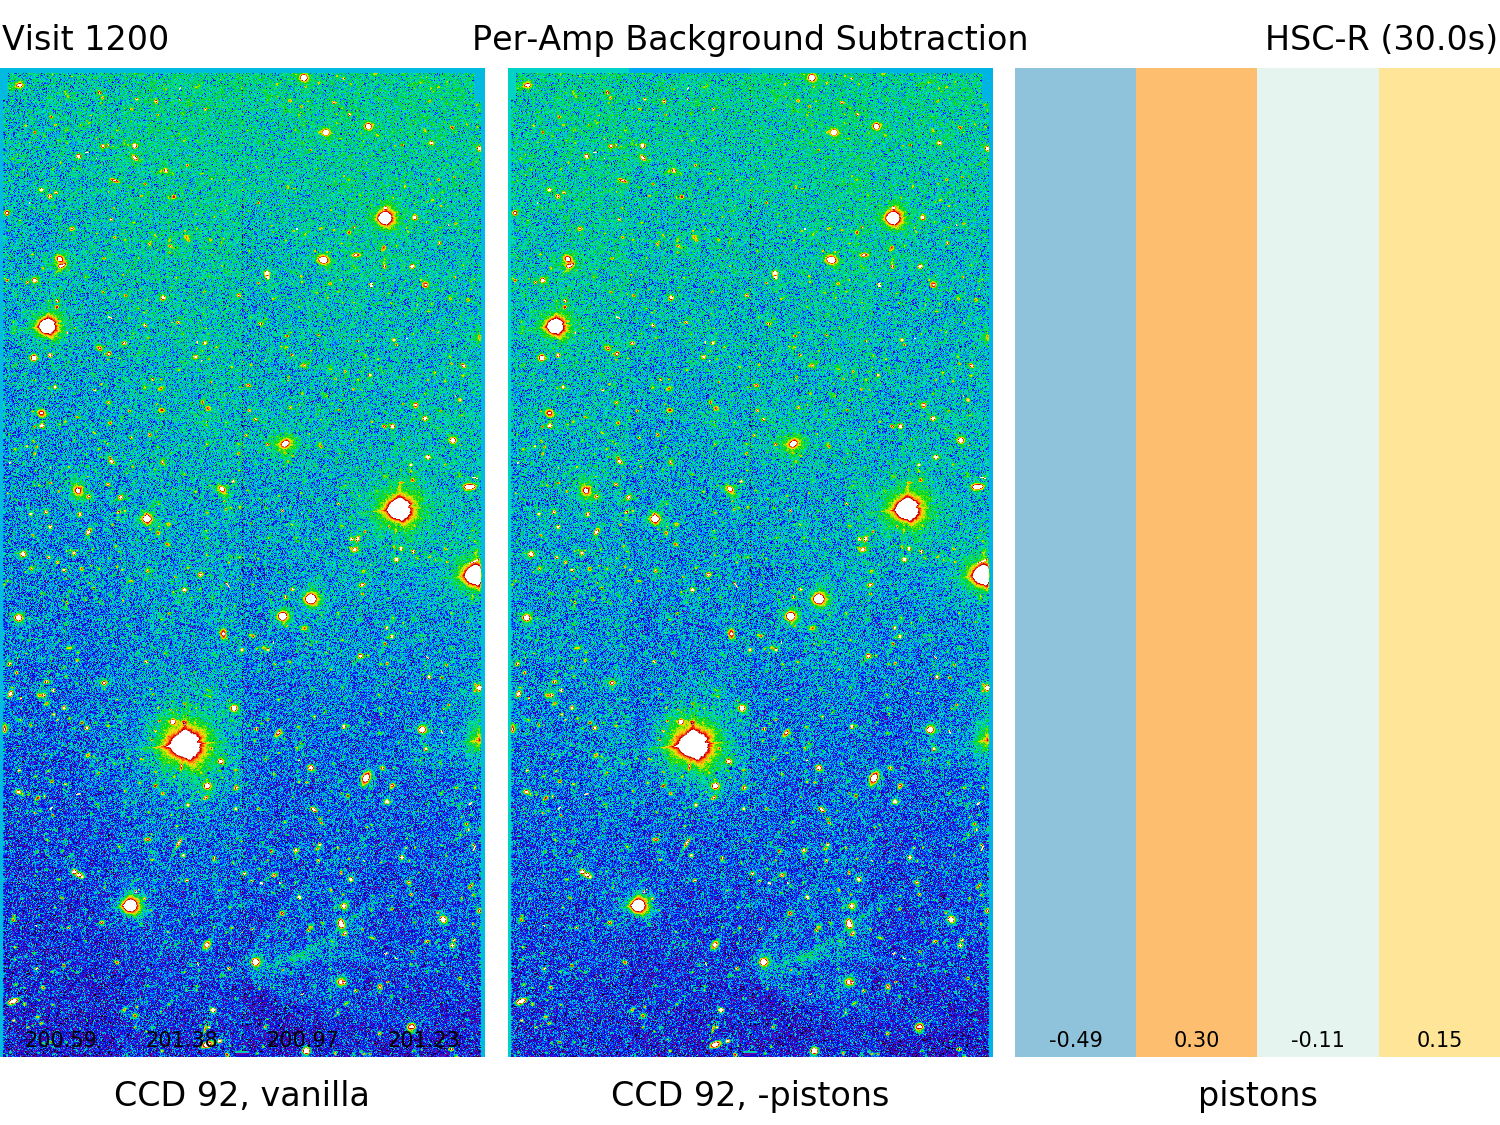 Visit 1200 Per-Amp Background Subtraction HSC-R (30.0s)
200.59 201.38 200.97 201.23 -0.49 0.30 -0.11 0.15
CCD 92, vanilla CCD 92, -pistons pistons